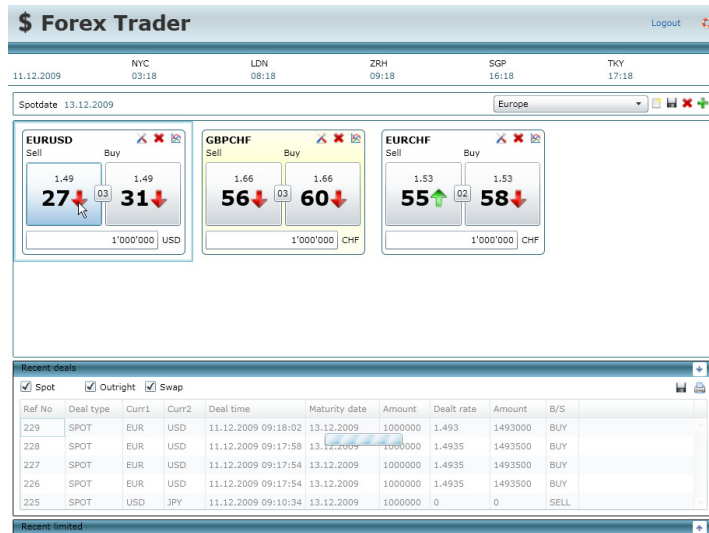 $ Forex Trader
Logout
NYC LDN ZRH SGP TKY
11.12.2009 03:18 08:18 09:18 16:18 17:18
Spotdate 13.12.2009 Europe
EURUSD GBPCHF EURCHF
Sell Buy Sell Buy Sell Buy
1.49 1.49 1.66 1.66 1.53 1.53
27 03 31 56 03 60 55 02 58
1'000'000 USD 1'000'000 CHF 1'000'000 CHF
Recent deals
Spot Outright Swap
Ref No Deal type Curr1 Curr2 Deal time Maturity date Amount Dealt rate Amount B/S
229 SPOT EUR USD 11.12.2009 09:18:02 13.12.2009 1000000 1.493 1493000 BUY
228 SPOT EUR USD 11.12.2009 09:17:58 13.12.2009 1000000 1.4935 1493500 BUY
227 SPOT EUR USD 11.12.2009 09:17:54 13.12.2009 1000000 1.4935 1493500 BUY
226 SPOT EUR USD 11.12.2009 09:17:54 13.12.2009 1000000 1.4935 1493500 BUY
225 SPOT USD JPY 11.12.2009 09:10:34 13.12.2009 1000000 0 0 SELL
Recent limited